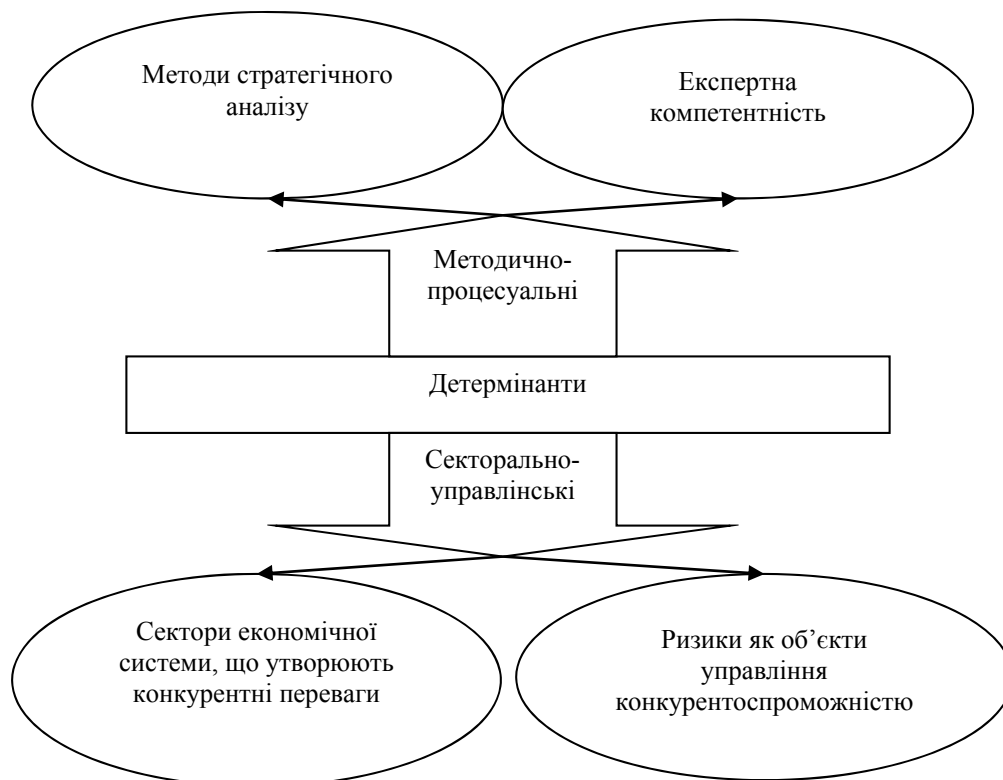 Методи стратегічного
аналізу
Експертна
компетентність
Методично-
процесуальні
Детермінанти
Секторально-
управлінські
Сектори економічної
системи, що утворюють
конкурентні переваги
Ризики як об’єкти
управління
конкурентоспроможністю